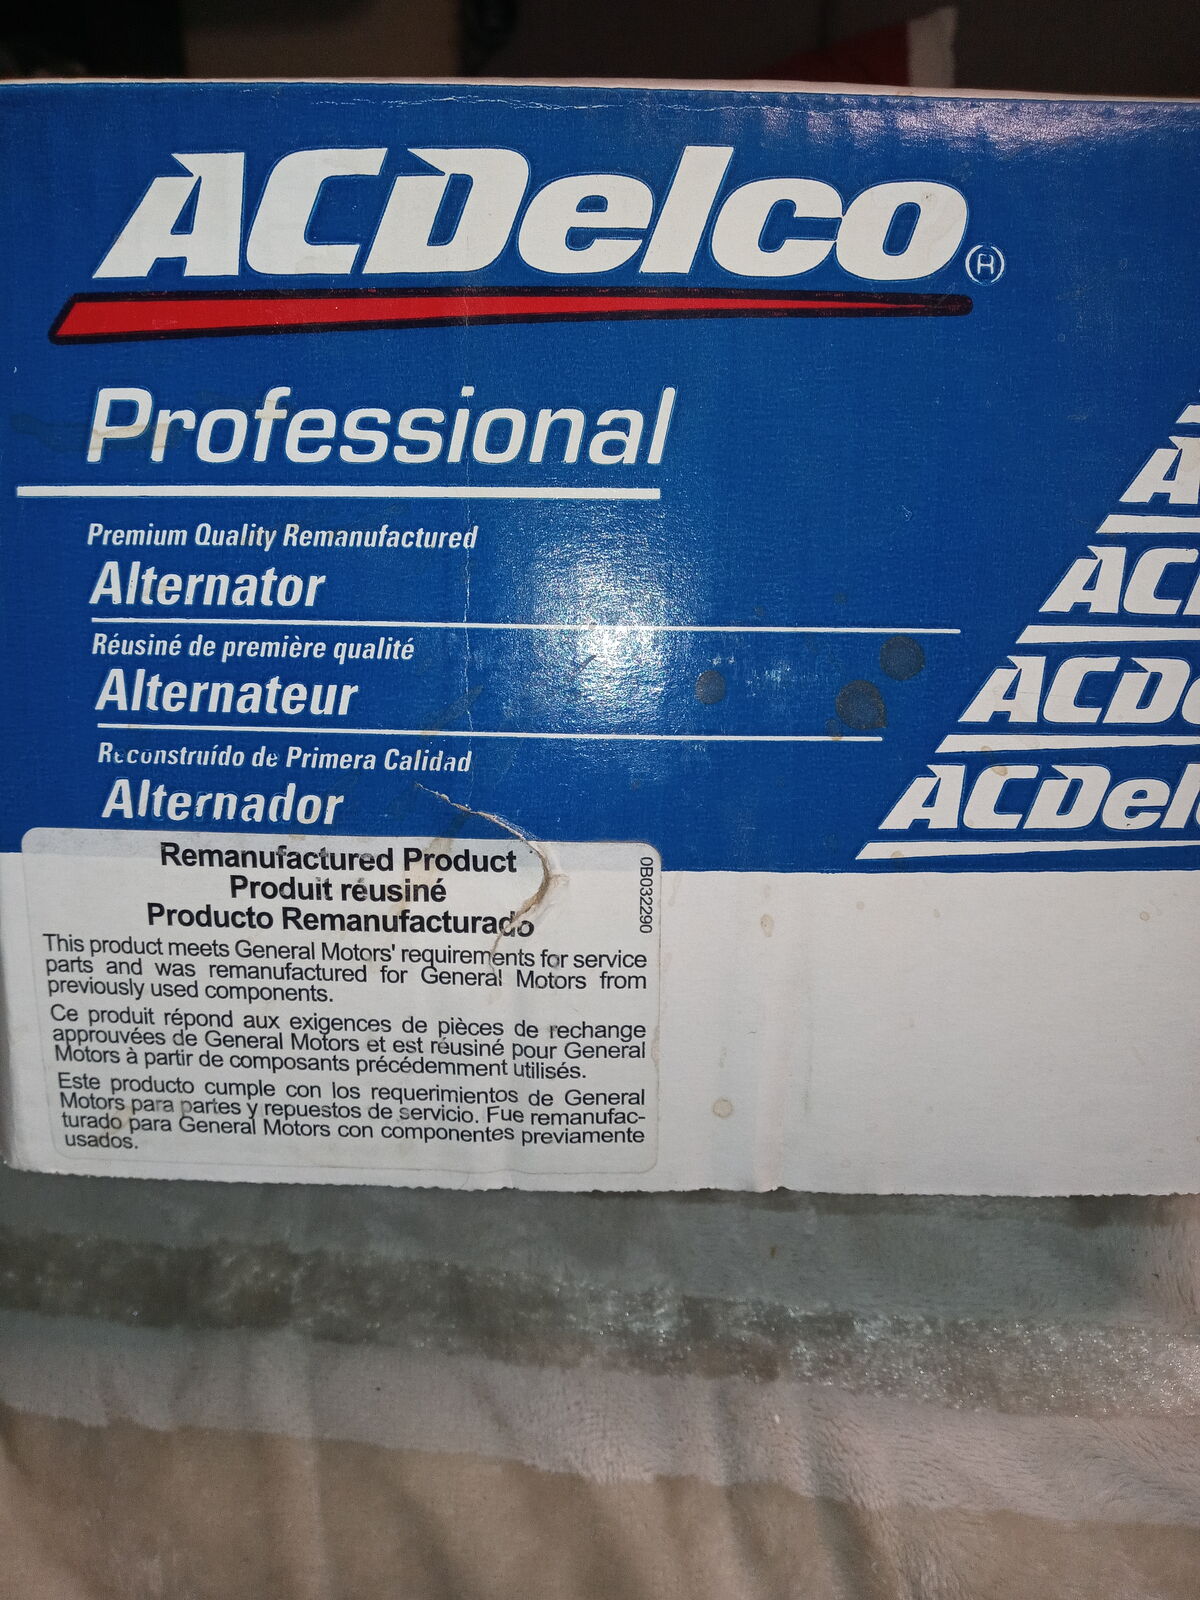 ACDelco®
Professional
Premium Quality Remanufactured
Alternator
Réusiné de première qualité
Alternateur
Reconstruído de Primera Calidad
Alternador
A
AC
ACDe
ACDel
Remanufactured Product
Produit réusiné
Producto Remanufacturado
0B032290
This product meets General Motors' requirements for service
parts and was remanufactured for General Motors from
previously used components.
Ce produit répond aux exigences de pièces de rechange
approuvées de General Motors et est réusiné pour General
Motors à partir de composants précédemment utilisés.
Este producto cumple con los requerimientos de General
Motors para partes y repuestos de servicio. Fue remanufac-
turado para General Motors con componentes previamente
usados.